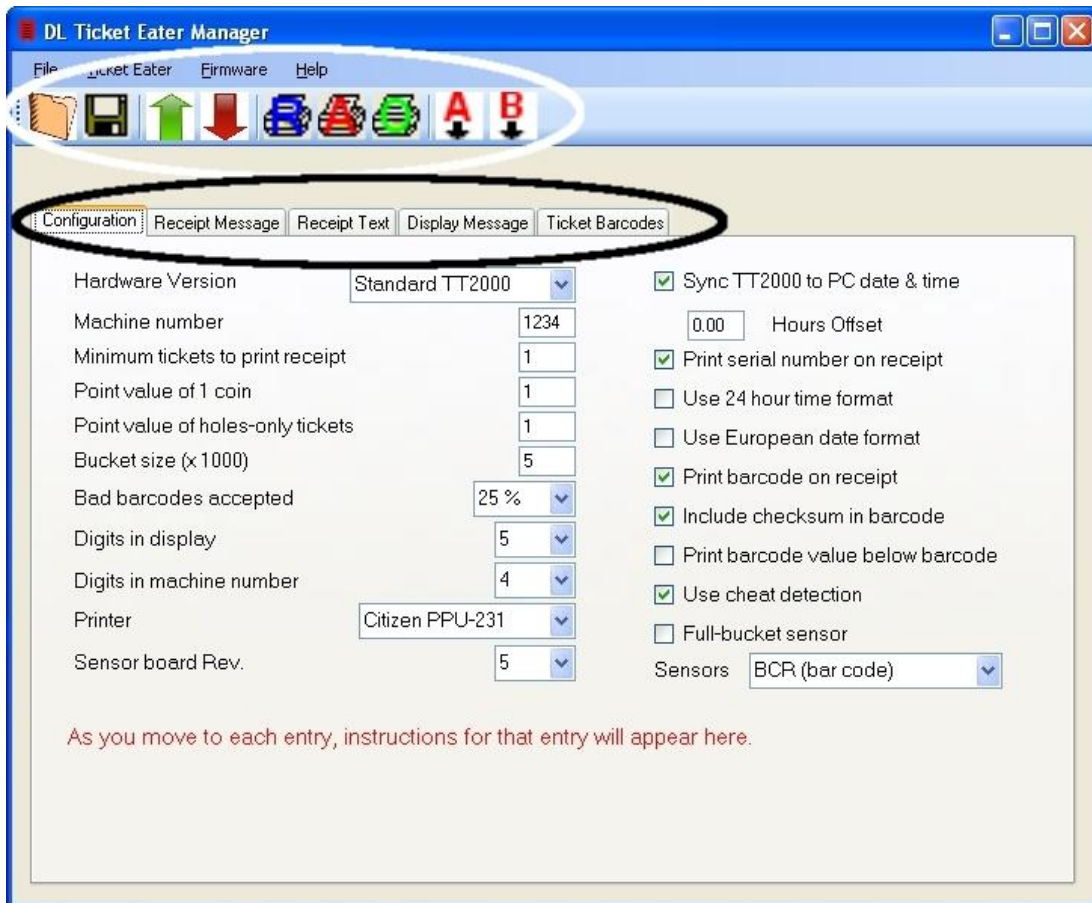 DL Ticket Eater Manager
File Ticket Eater Firmware Help
R A C A B
Configuration Receipt Message Receipt Text Display Message Ticket Barcodes
Hardware Version Standard TT2000
Machine number 1234
Minimum tickets to print receipt 1
Point value of 1 coin 1
Point value of holes-only tickets 1
Bucket size (x 1000) 5
Bad barcodes accepted 25 %
Digits in display 5
Digits in machine number 4
Printer Citizen PPU-231
Sensor board Rev. 5
Sync TT2000 to PC date & time
0.00 Hours Offset
Print serial number on receipt
Use 24 hour time format
Use European date format
Print barcode on receipt
Include checksum in barcode
Print barcode value below barcode
Use cheat detection
Full-bucket sensor
Sensors BCR (bar code)
As you move to each entry, instructions for that entry will appear here.